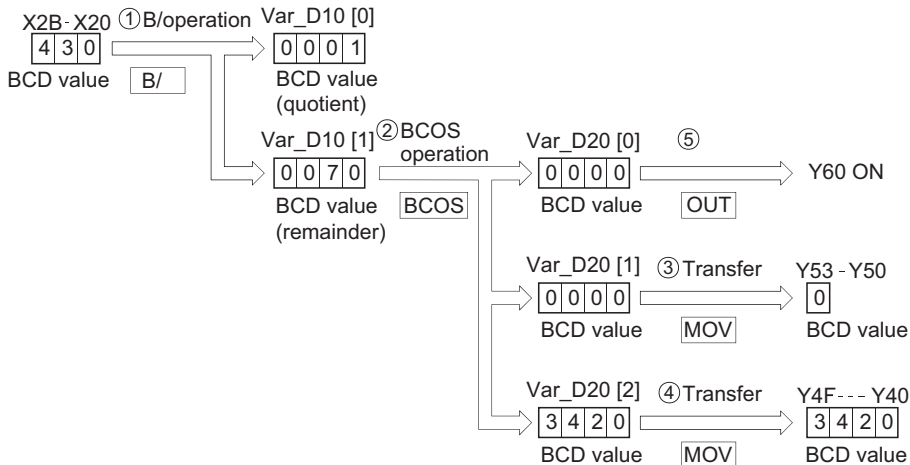 X2B - X20 ①B/operation Var_D10 [0]
4 3 0
0 0 0 1
BCD value B/
BCD value
(quotient)
Var_D10 [1] ②BCOS
operation
0 0 7 0
BCD value
(remainder)
BCOS
Var_D20 [0] ⑤
0 0 0 0
Y60 ON
BCD value OUT
Var_D20 [1] ③Transfer Y53 - Y50
0 0 0 0
0
BCD value MOV BCD value
Var_D20 [2] ④Transfer Y4F--- Y40
3 4 2 0
3 4 2 0
BCD value MOV BCD value